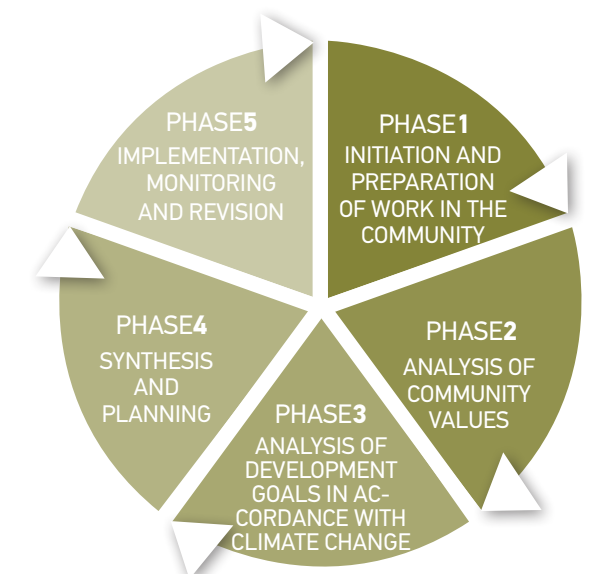 PHASE1
INITIATION AND
PREPARATION
OF WORK IN THE
COMMUNITY
PHASE2
ANALYSIS OF
COMMUNITY
VALUES
PHASE3
ANALYSIS OF
DEVELOPMENT
GOALS IN AC-
CORDANCE WITH
CLIMATE CHANGE
PHASE4
SYNTHESIS
AND
PLANNING
PHASE5
IMPLEMENTATION,
MONITORING
AND REVISION